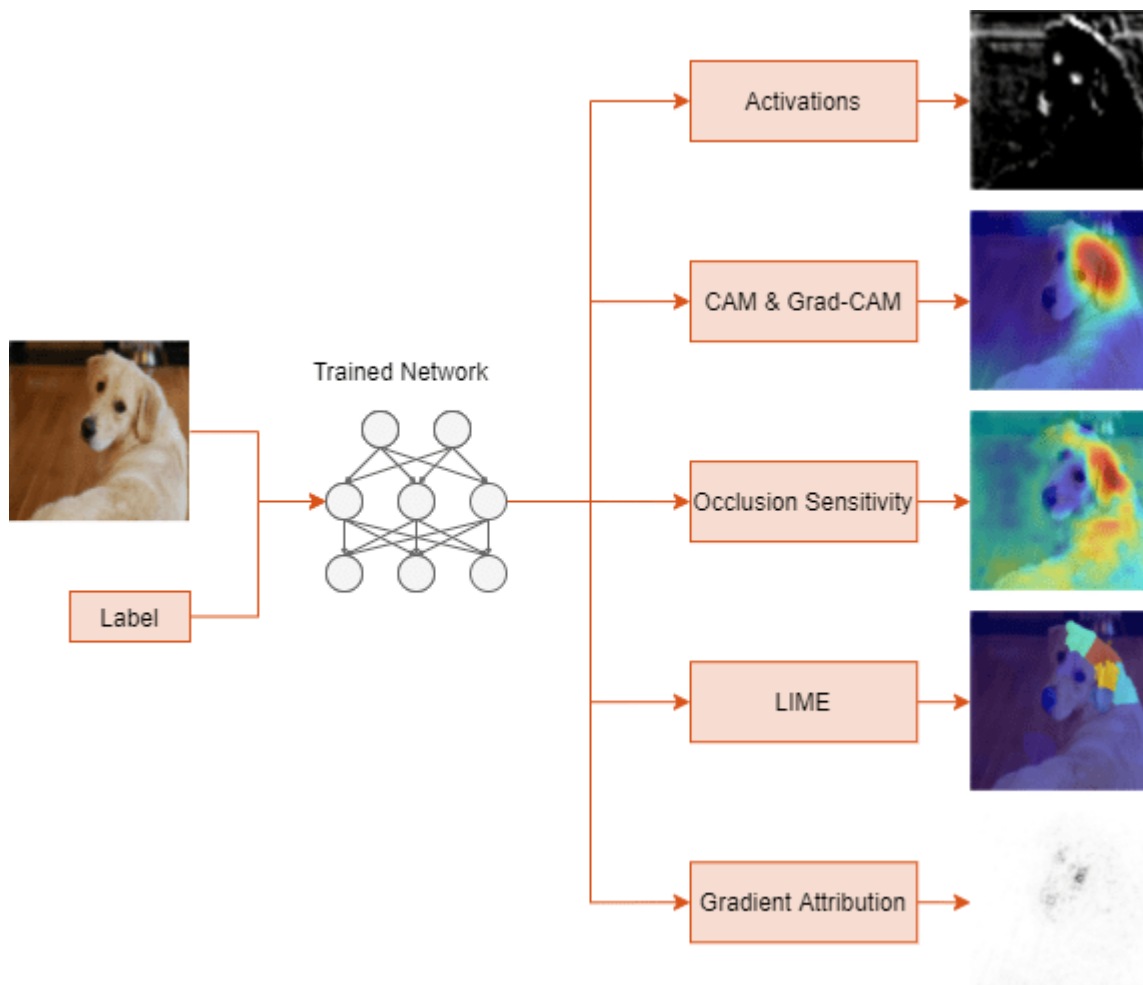 Activations
CAM & Grad-CAM
Trained Network
Occlusion Sensitivity
Label
LIME
Gradient Attribution